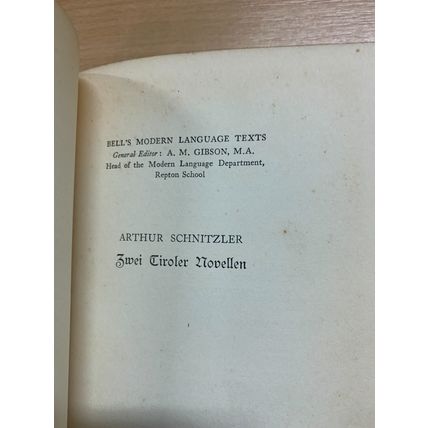 BELL'S MODERN LANGUAGE TEXTS
General Editor: A. M. GIBSON, M.A.
Head of the Modern Language Department,
Repton School
ARTHUR SCHNITZLER
Zwei Tiroler Novellen